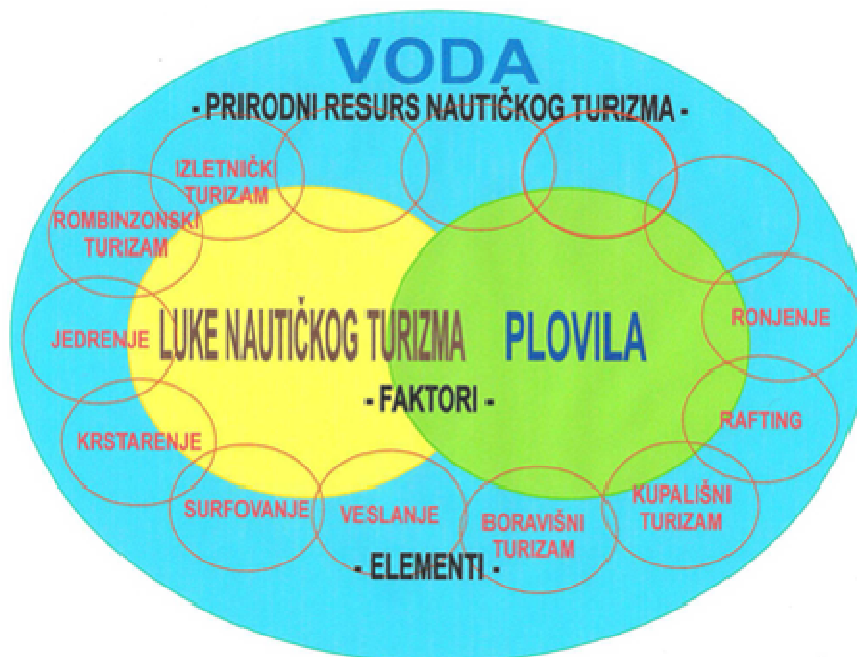 VODA
- PRIRODNI RESURS NAUTIČKOG TURIZMA -
IZLETNIČKI
TURIZAM
ROMBINZONSKI
TURIZAM
JEDRENJE
LUKE NAUTIČKOG TURIZMA
PLOVILA
RONJENJE
- FAKTORI -
RAFTING
KRSTARENJE
KUPALIŠNI
TURIZAM
SURFOVANJE
VESLANJE
BORAVIŠNI
TURIZAM
- ELEMENTI -